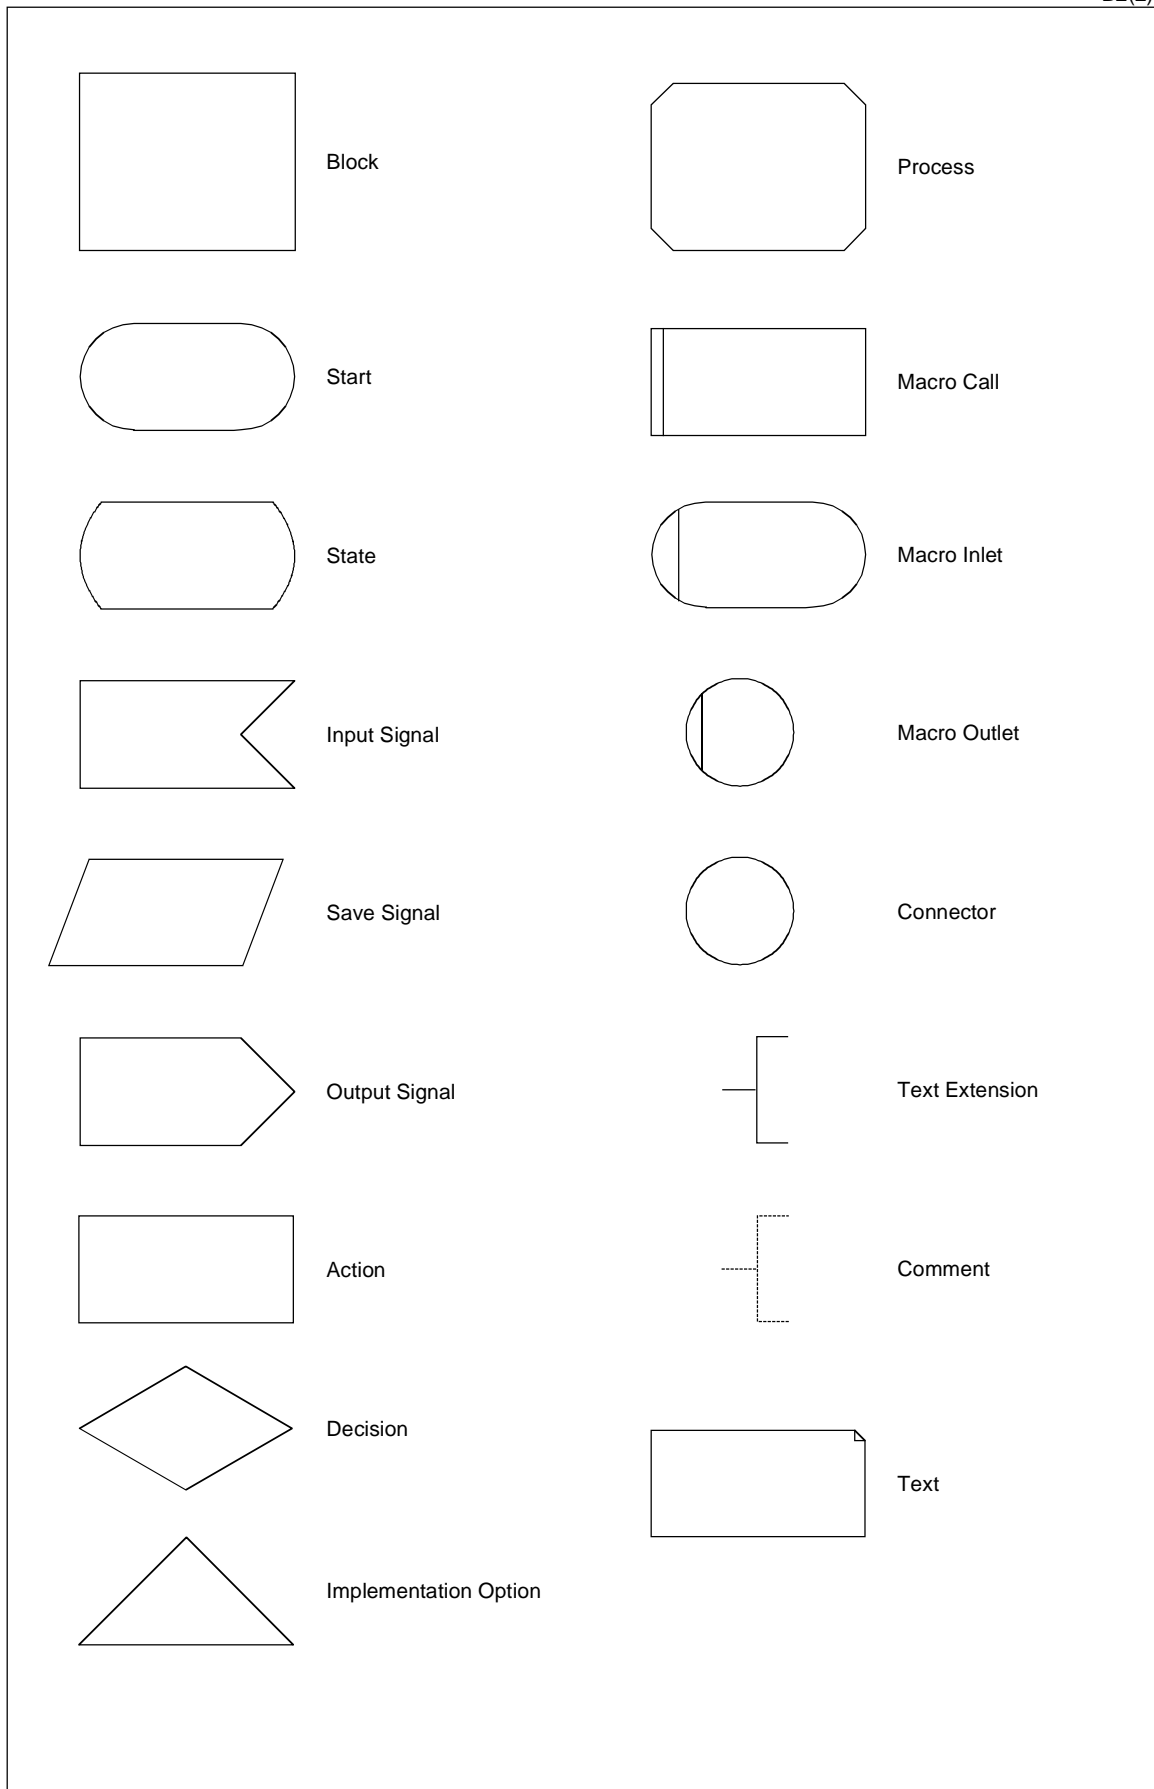 Block
Process
Start
Macro Call
State
Macro Inlet
Input Signal
Macro Outlet
Save Signal
Connector
Output Signal
Text Extension
Action
Comment
Decision
Text
Implementation Option